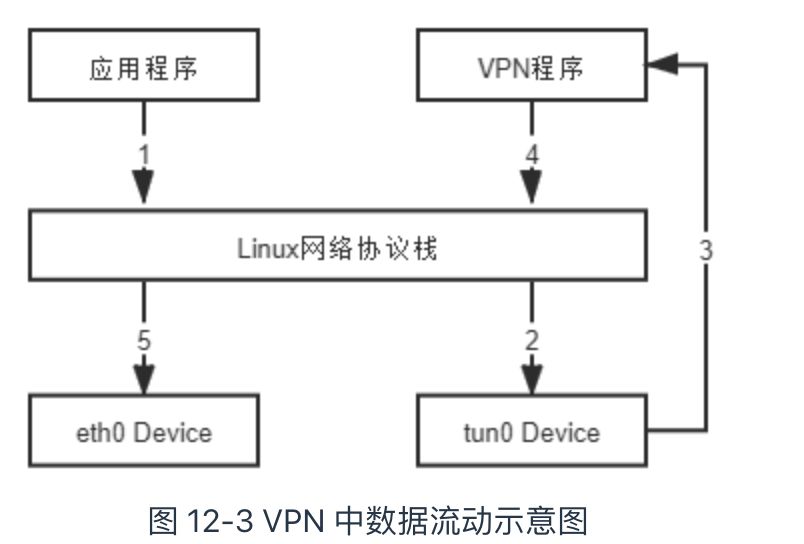 应用程序
VPN程序
1
4
Linux网络协议栈
3
5
2
eth0 Device
tun0 Device
图 12-3 VPN 中数据流动示意图